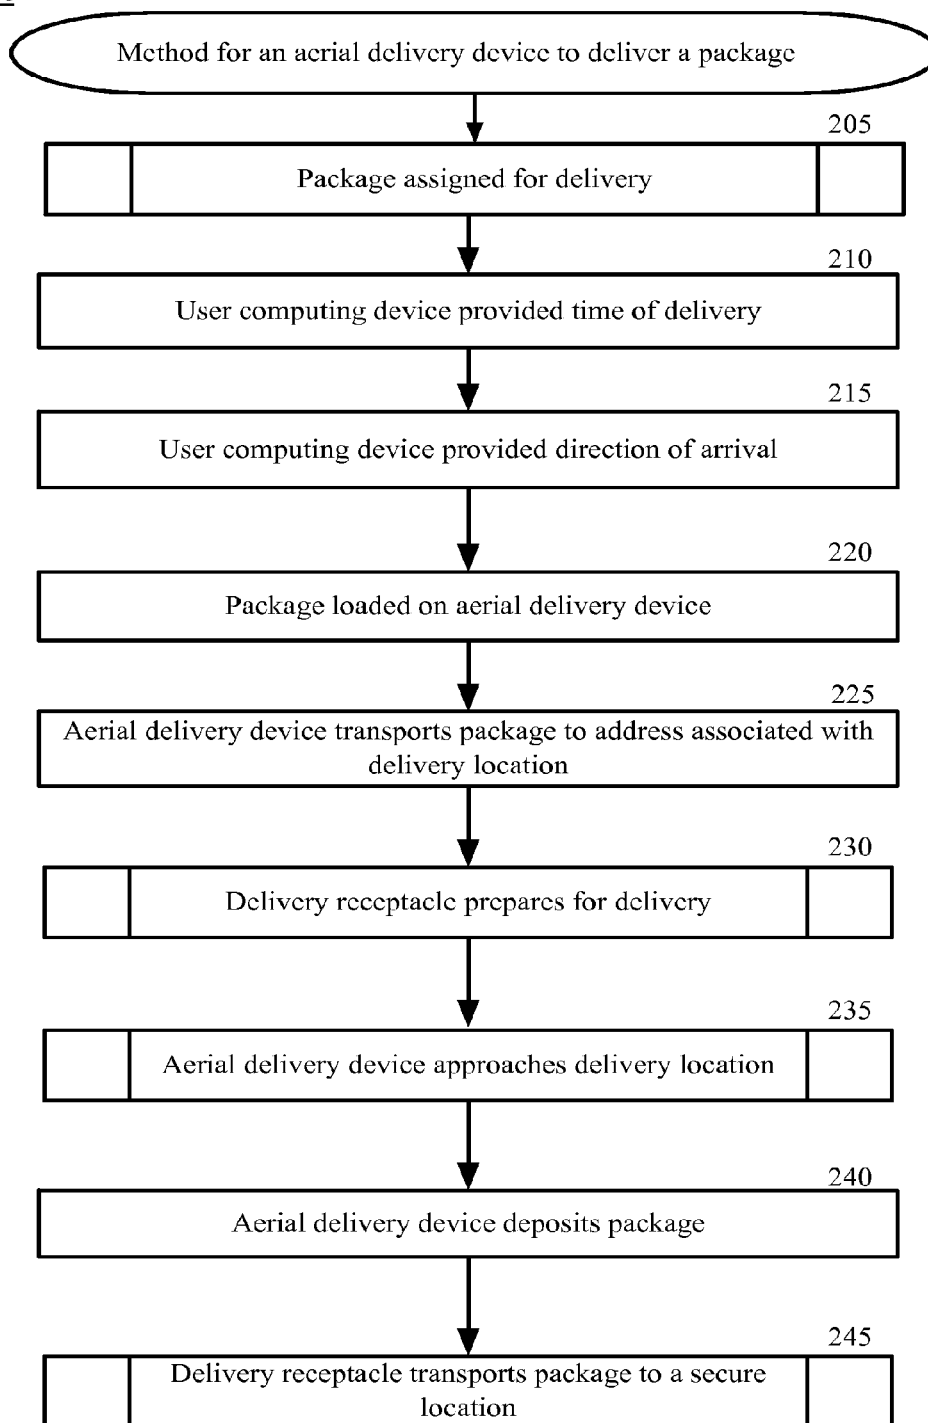 Method for an aerial delivery device to deliver a package
205
Package assigned for delivery
210
User computing device provided time of delivery
215
User computing device provided direction of arrival
220
Package loaded on aerial delivery device
225
Aerial delivery device transports package to address associated with
delivery location
230
Delivery receptacle prepares for delivery
235
Aerial delivery device approaches delivery location
240
Aerial delivery device deposits package
245
Delivery receptacle transports package to a secure
location